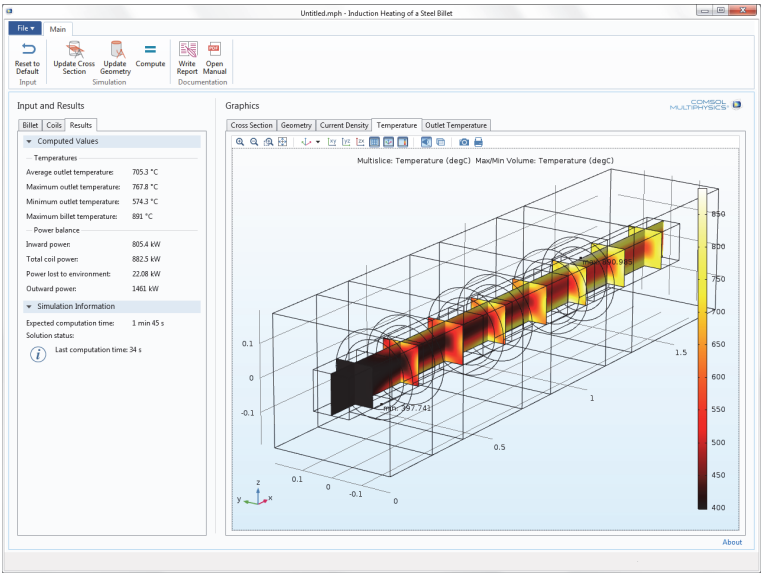 Untitled.mph - Induction Heating of a Steel Billet
File
Main
Reset to Default
Update Cross Section
Update Geometry
Compute
Write Report
Open Manual
Input
Simulation
Documentation
Input and Results
Billet
Coils
Results
Computed Values
Temperatures
Average outlet temperature: 705.3 °C
Maximum outlet temperature: 767.8 °C
Minimum outlet temperature: 574.3 °C
Maximum billet temperature: 891 °C
Power balance
Inward power: 805.4 kW
Total coil power: 882.5 kW
Power lost to environment: 22.08 kW
Outward power: 1461 kW
Simulation Information
Expected computation time: 1 min 45 s
Solution status:
Last computation time: 34 s
Graphics
COMSOL
MULTIPHYSICS
Cross Section
Geometry
Current Density
Temperature
Outlet Temperature
Multislice: Temperature (degC) Max/Min Volume: Temperature (degC)
max: 890.985
min: 397.741
0.1
0
-0.1
0.1
0
-0.1
0
0.5
1
1.5
z
y
x
850
800
750
700
650
600
550
500
450
400
About